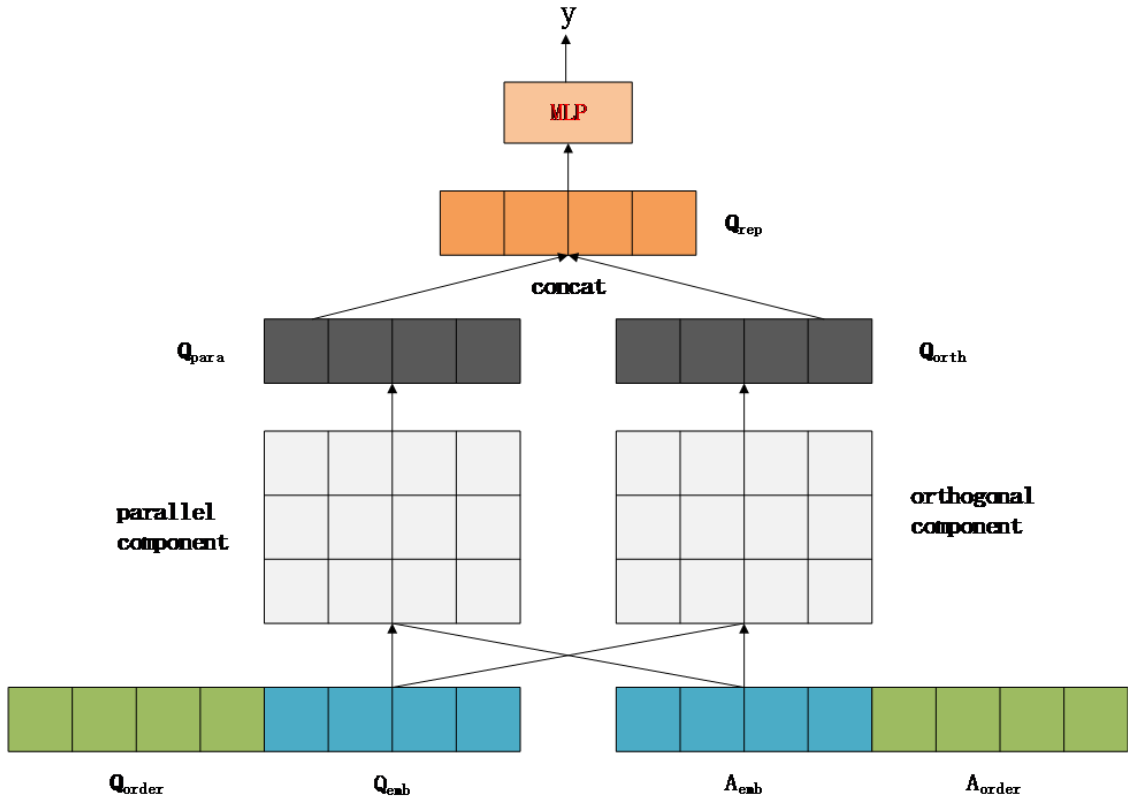 y
MLP
Qrep
concat
Qpara
Qorth
parallel
component
orthogonal
component
Qorder
Qemb
Aemb
Aorder